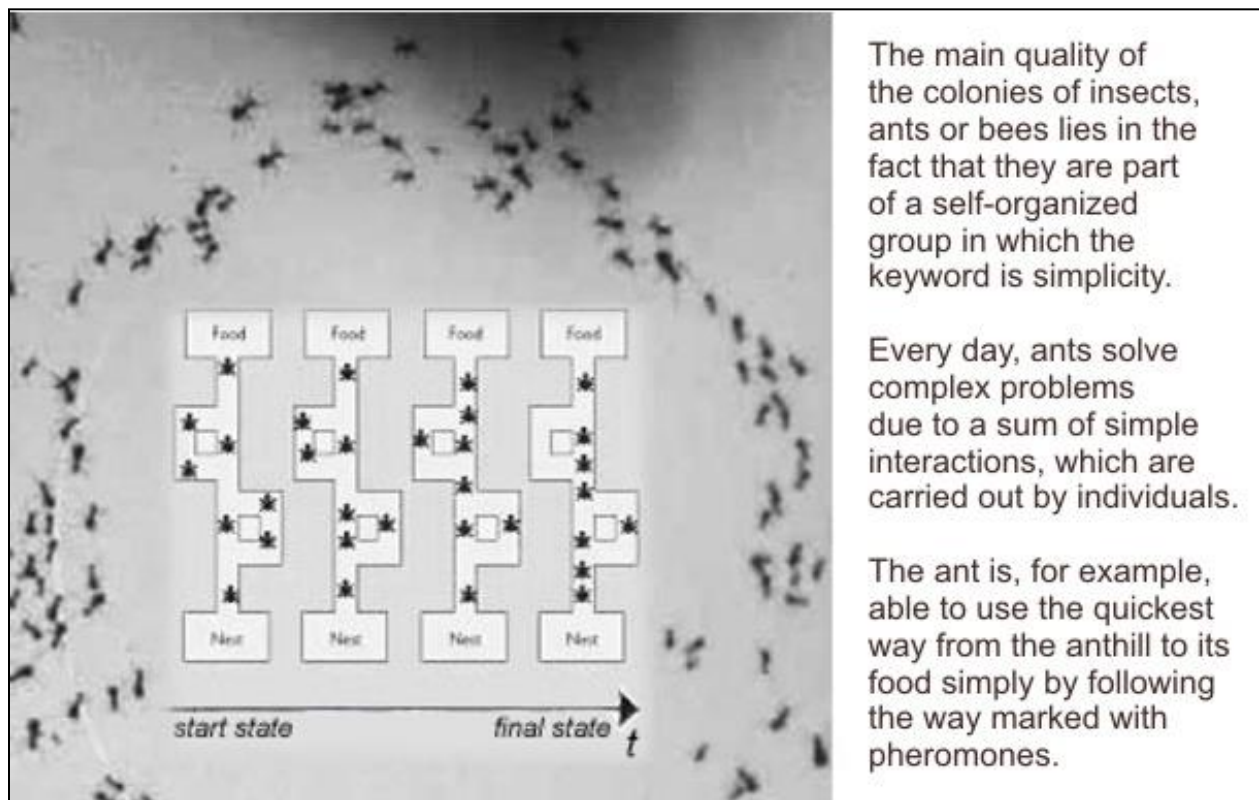 The main quality of
the colonies of insects,
ants or bees lies in the
fact that they are part
of a self-organized
group in which the
keyword is simplicity.
Every day, ants solve
complex problems
due to a sum of simple
interactions, which are
carried out by individuals.
The ant is, for example,
able to use the quickest
way from the anthill to its
food simply by following
the way marked with
pheromones.
Food Food Food Food
Nest Nest Nest Nest
start state final state t